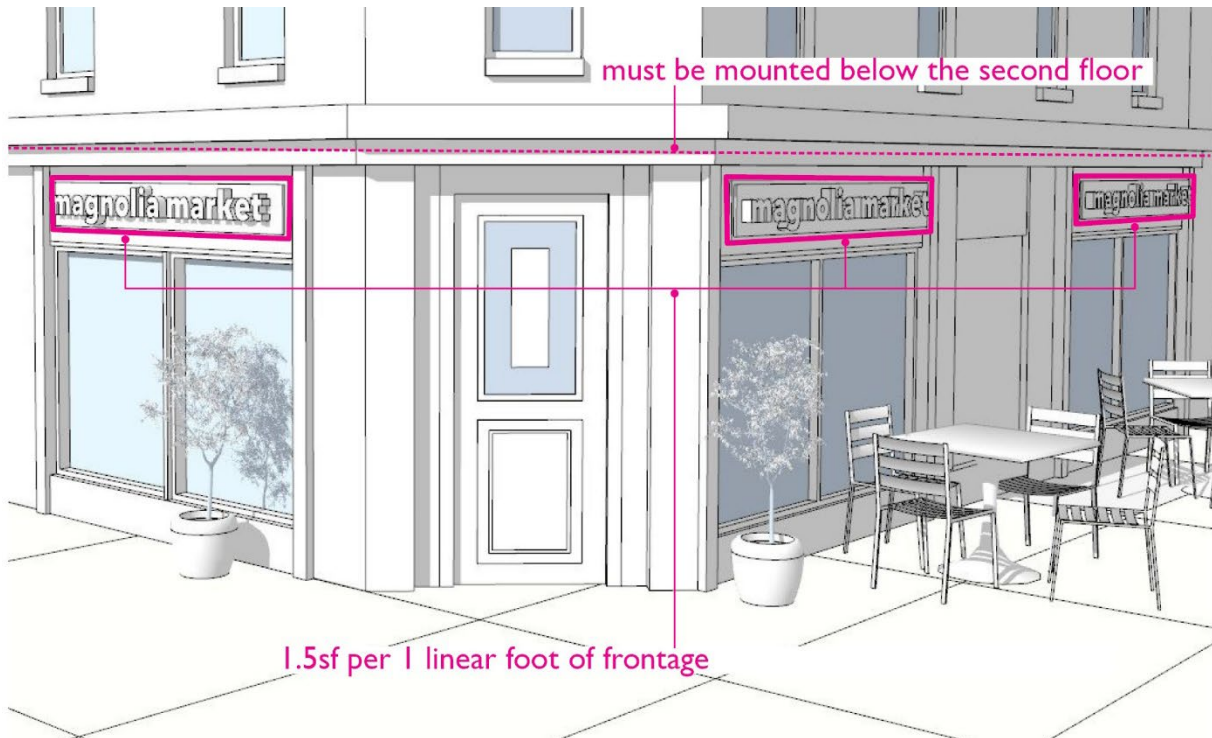 must be mounted below the second floor
magnolia market
magnolia market
magnolia market
1.5sf per 1 linear foot of frontage